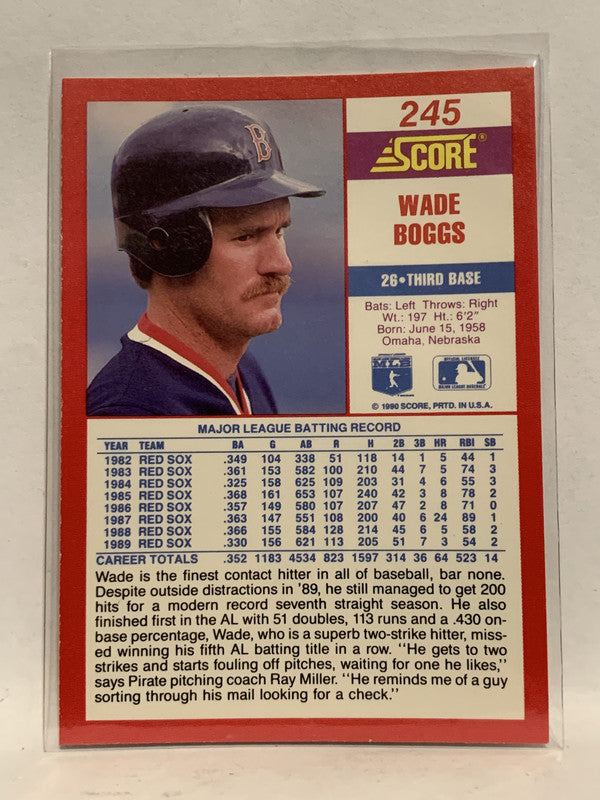 B
245
SCORE®
WADE
BOGGS
26•THIRD BASE
Bats: Left Throws: Right
Wt.: 197 Ht.: 6'2"
Born: June 15, 1958
Omaha, Nebraska
© 1990 SCORE, PRTD. IN U.S.A.
MAJOR LEAGUE BATTING RECORD
YEAR TEAM BA G AB R H 2B 3B HR RBI SB
1982 RED SOX .349 104 338 51 118 14 1 5 44 1
1983 RED SOX .361 153 582 100 210 44 7 5 74 3
1984 RED SOX .325 158 625 109 203 31 4 6 55 3
1985 RED SOX .368 161 653 107 240 42 3 8 78 2
1986 RED SOX .357 149 580 107 207 47 2 8 71 0
1987 RED SOX .363 147 551 108 200 40 6 24 89 1
1988 RED SOX .366 155 584 128 214 45 6 5 58 2
1989 RED SOX .330 156 621 113 205 51 7 3 54 2
CAREER TOTALS .352 1183 4534 823 1597 314 36 64 523 14
Wade is the finest contact hitter in all of baseball, bar none.
Despite outside distractions in '89, he still managed to get 200
hits for a modern record seventh straight season. He also
finished first in the AL with 51 doubles, 113 runs and a .430 on-
base percentage, Wade, who is a superb two-strike hitter, miss-
ed winning his fifth AL batting title in a row. "He gets to two
strikes and starts fouling off pitches, waiting for one he likes,"
says Pirate pitching coach Ray Miller. "He reminds me of a guy
sorting through his mail looking for a check."